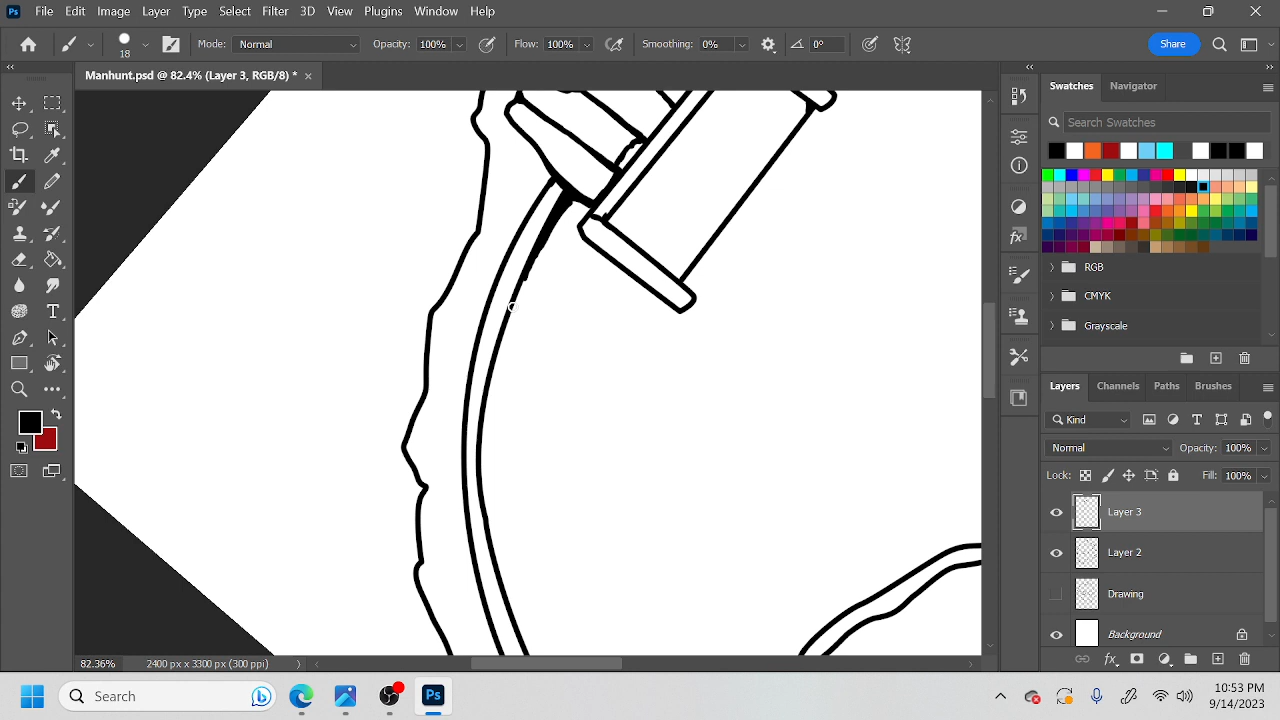 Ps File Edit Image Layer Type Select Filter 3D View Plugins Window Help
18 Mode: Normal Opacity: 100% Flow: 100% Smoothing: 0% 0° Share
Manhunt.psd @ 82.4% (Layer 3, RGB/8) *
Swatches Navigator
Search Swatches
RGB
CMYK
Grayscale
Layers Channels Paths Brushes
Kind
Normal Opacity: 100%
Lock: Fill: 100%
Layer 3
Layer 2
Drawing
Background
82.36% 2400 px x 3300 px (300 ppi)
Search Ps 10:53 PM
9/14/2023